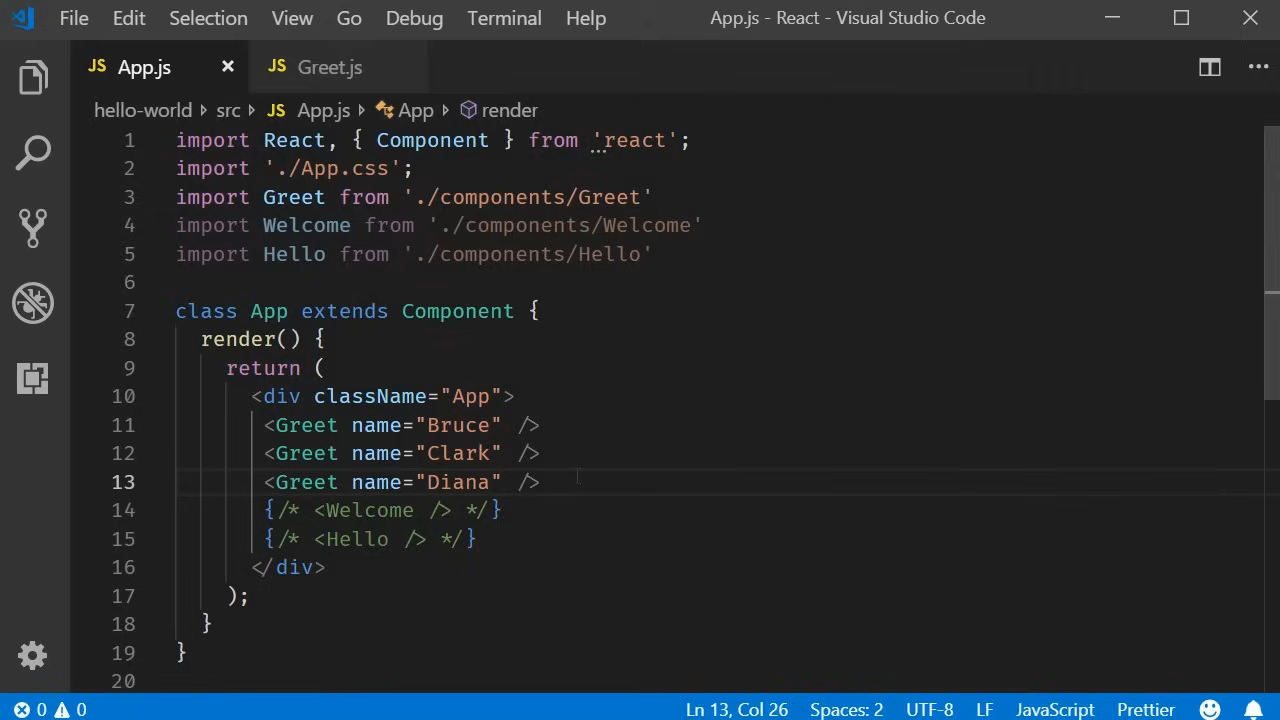 File Edit Selection View Go Debug Terminal Help App.js - React - Visual Studio Code
JS App.js JS Greet.js
hello-world src JS App.js App render
1 import React, { Component } from 'react';
2 import './App.css';
3 import Greet from './components/Greet'
4 import Welcome from './components/Welcome'
5 import Hello from './components/Hello'
6
7 class App extends Component {
8 render() {
9 return (
10 <div className="App">
11 <Greet name="Bruce" />
12 <Greet name="Clark" />
13 <Greet name="Diana" />
14 {/* <Welcome /> */}
15 {/* <Hello /> */}
16 </div>
17 );
18 }
19 }
20
0 0 Ln 13, Col 26 Spaces: 2 UTF-8 LF JavaScript Prettier